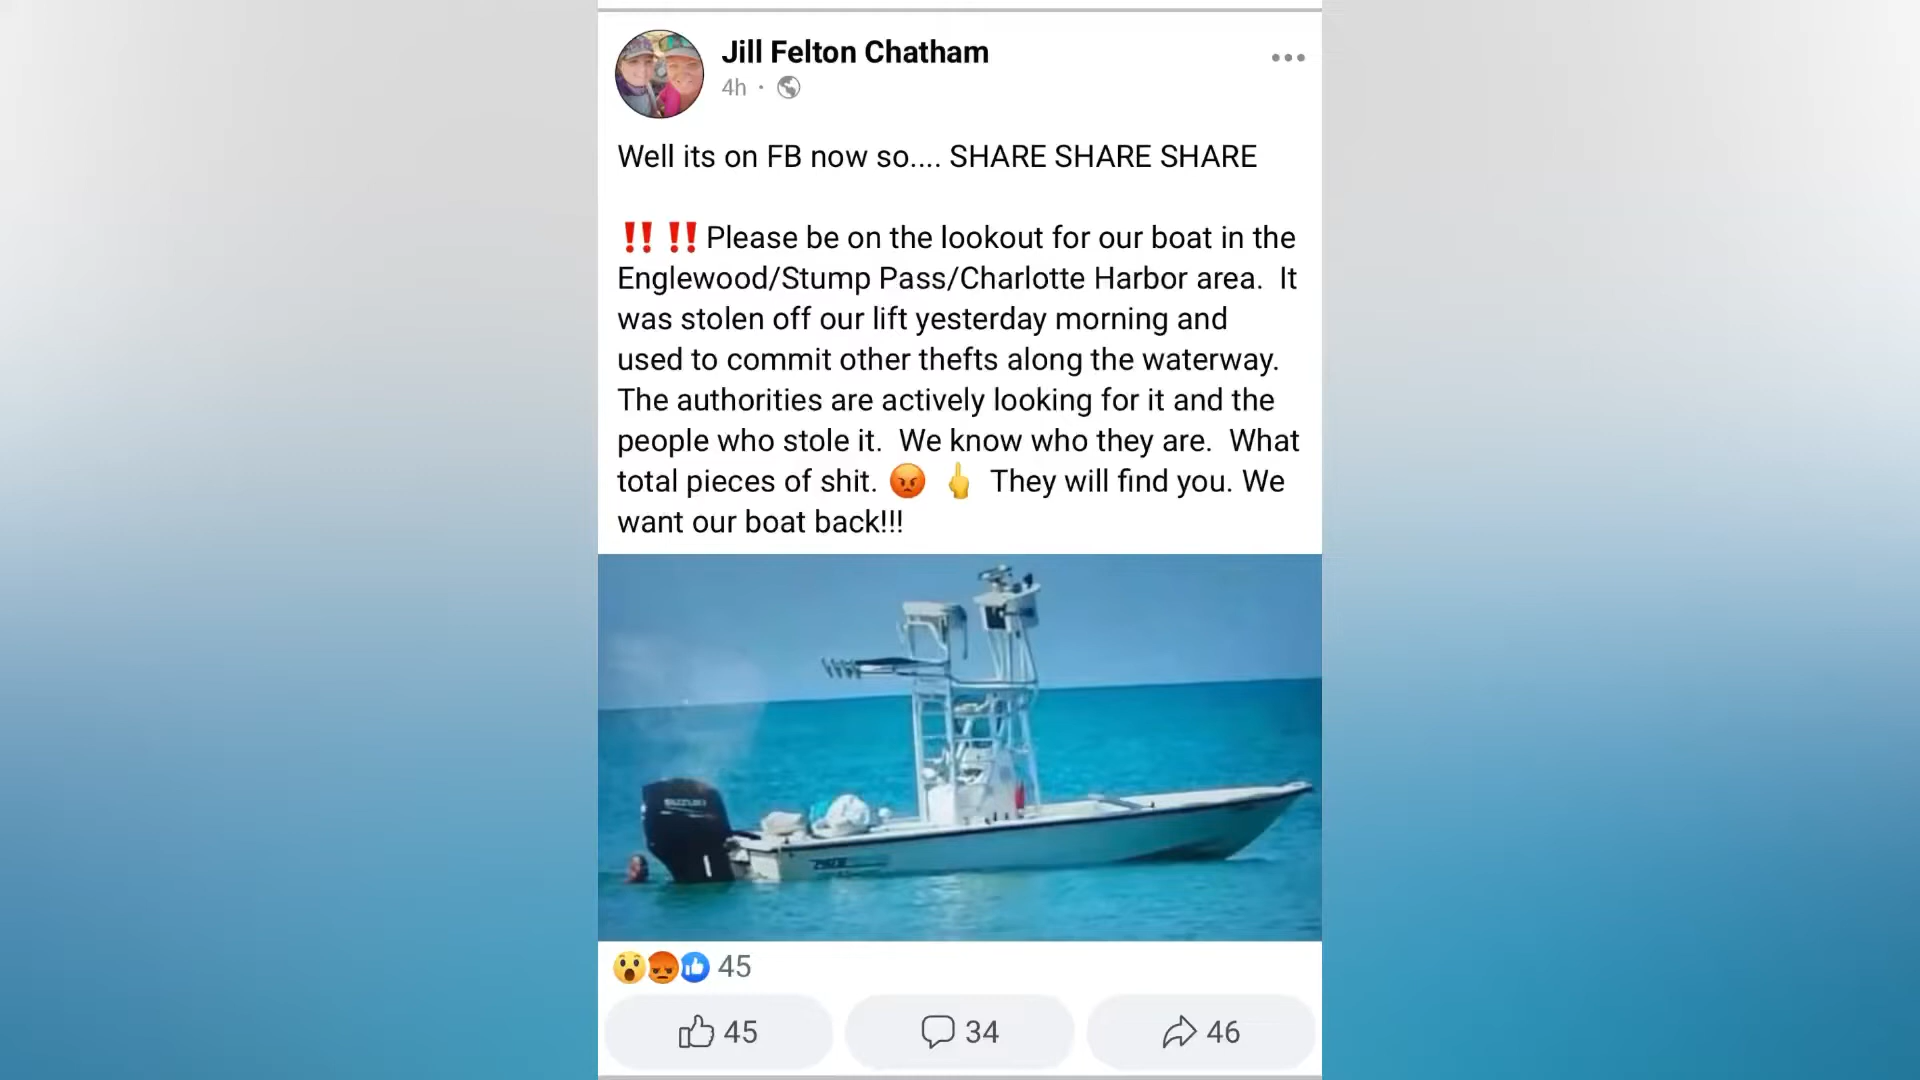 Jill Felton Chatham
4h ·
Well its on FB now so.... SHARE SHARE SHARE
‼️ ‼️ Please be on the lookout for our boat in the
Englewood/Stump Pass/Charlotte Harbor area. It
was stolen off our lift yesterday morning and
used to commit other thefts along the waterway.
The authorities are actively looking for it and the
people who stole it. We know who they are. What
total pieces of shit. 😡 🖕 They will find you. We
want our boat back!!!
SUZUKI
45
45
34
46